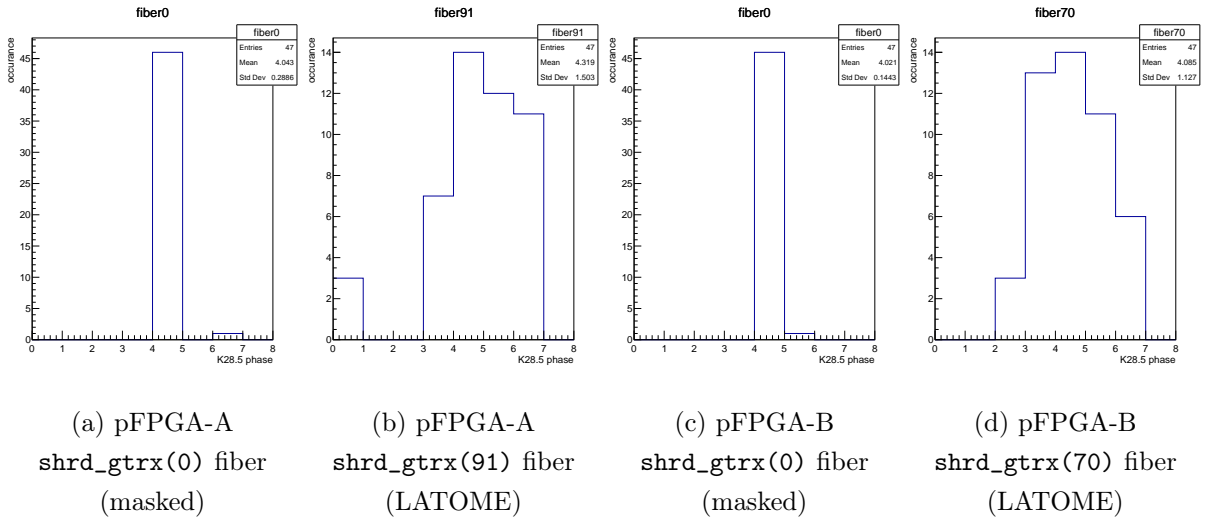 fiber0
fiber0
Entries 47
Mean 4.043
Std Dev 0.2886
occurance
45
40
35
30
25
20
15
10
5
0
0 1 2 3 4 5 6 7 8
K28.5 phase
fiber91
fiber91
Entries 47
Mean 4.319
Std Dev 1.503
occurance
14
12
10
8
6
4
2
0
0 1 2 3 4 5 6 7 8
K28.5 phase
fiber0
fiber0
Entries 47
Mean 4.021
Std Dev 0.1443
occurance
45
40
35
30
25
20
15
10
5
0
0 1 2 3 4 5 6 7 8
K28.5 phase
fiber70
fiber70
Entries 47
Mean 4.085
Std Dev 1.127
occurance
14
12
10
8
6
4
2
0
0 1 2 3 4 5 6 7 8
K28.5 phase
(a) pFPGA-A
shrd_gtrx(0) fiber
(masked)
(b) pFPGA-A
shrd_gtrx(91) fiber
(LATOME)
(c) pFPGA-B
shrd_gtrx(0) fiber
(masked)
(d) pFPGA-B
shrd_gtrx(70) fiber
(LATOME)